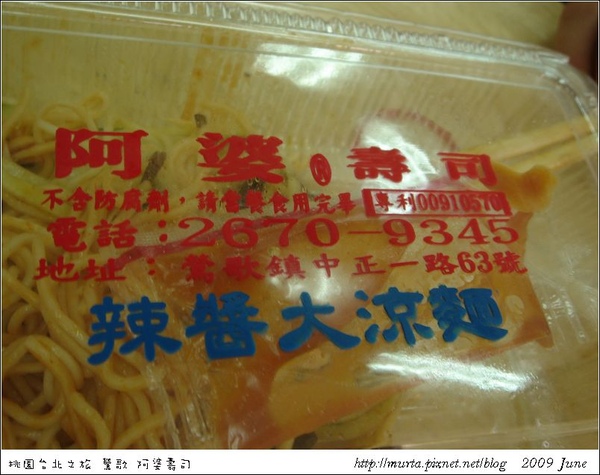 阿婆®壽司
不含防腐劑，請當餐食用完畢 專利00910570
電話：2670-9345
地址：鶯歌鎮中正一路63號
辣醬大涼麵
桃園台北之旅 鶯歌 阿婆壽司 http://murta.pixnet.net/blog 2009 June